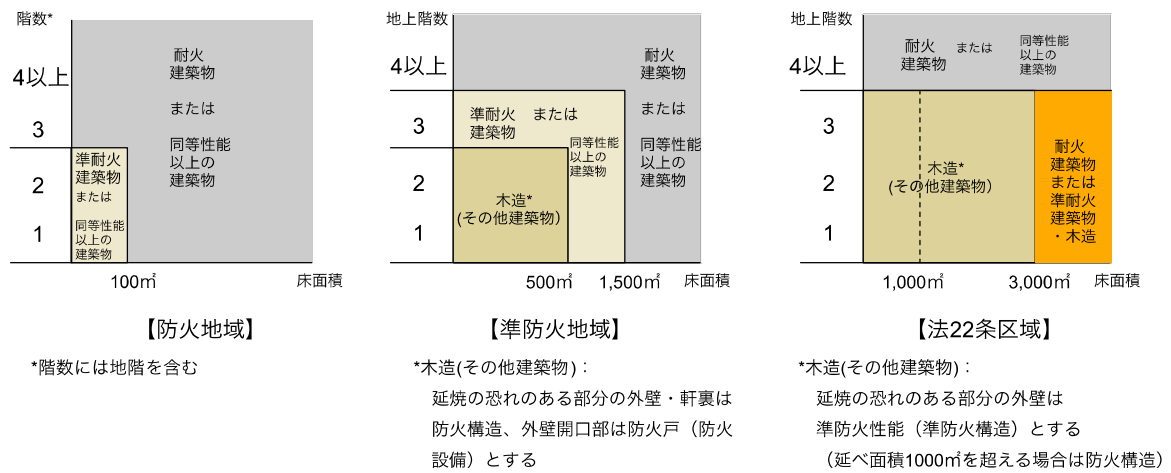 階数*
4以上
3
2
1
耐火
建築物
または
同等性能
以上の
建築物
準耐火
建築物
または
同等性能
以上の
建築物
100㎡
床面積
【防火地域】
*階数には地階を含む
地上階数
4以上
3
2
1
耐火
建築物
または
同等性能
以上の
建築物
準耐火
建築物
または
同等性能
以上の
建築物
木造*
(その他建築物)
500㎡
1,500㎡
床面積
【準防火地域】
*木造(その他建築物)：
延焼の恐れのある部分の外壁・軒裏は
防火構造、外壁開口部は防火戸（防火
設備）とする
地上階数
4以上
3
2
1
耐火
建築物
または
同等性能
以上の
建築物
木造*
(その他建築物)
耐火
建築物
または
準耐火
建築物
・木造
1,000㎡
3,000㎡
床面積
【法22条区域】
*木造(その他建築物)：
延焼の恐れのある部分の外壁は
準防火性能（準防火構造）とする
（延べ面積1000㎡を超える場合は防火構造）